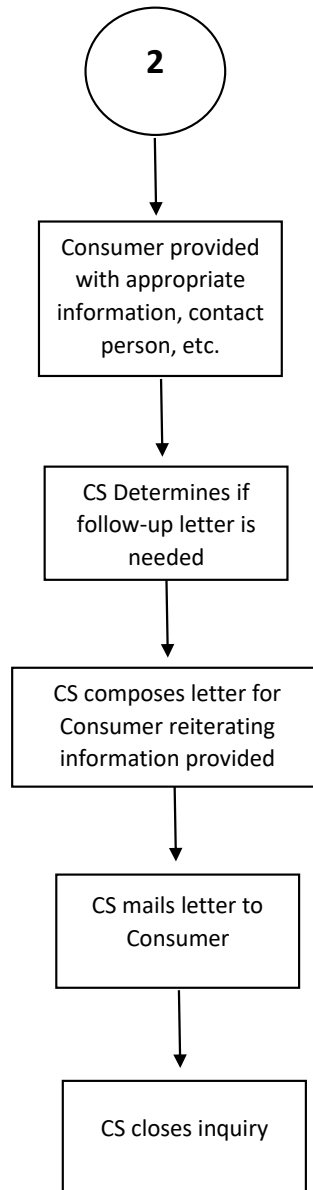 2
Consumer provided
with appropriate
information, contact
person, etc.
CS Determines if
follow-up letter is
needed
CS composes letter for
Consumer reiterating
information provided
CS mails letter to
Consumer
CS closes inquiry